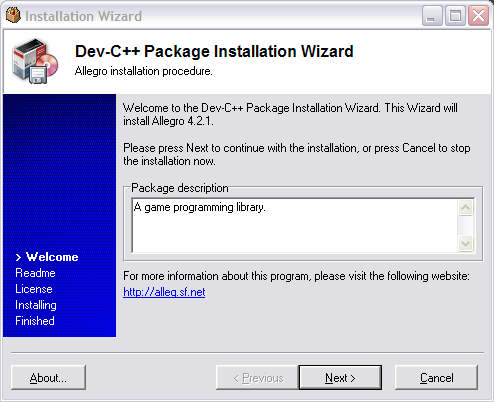 Installation Wizard
Dev-C++ Package Installation Wizard
Allegro installation procedure.
Welcome to the Dev-C++ Package Installation Wizard. This Wizard will
install Allegro 4.2.1.
Please press Next to continue with the installation, or press Cancel to stop
the installation now.
Package description
A game programming library.
> Welcome
Readme
License
Installing
Finished
For more information about this program, please visit the following website:
http://alleg.sf.net
About...
< Previous
Next >
Cancel